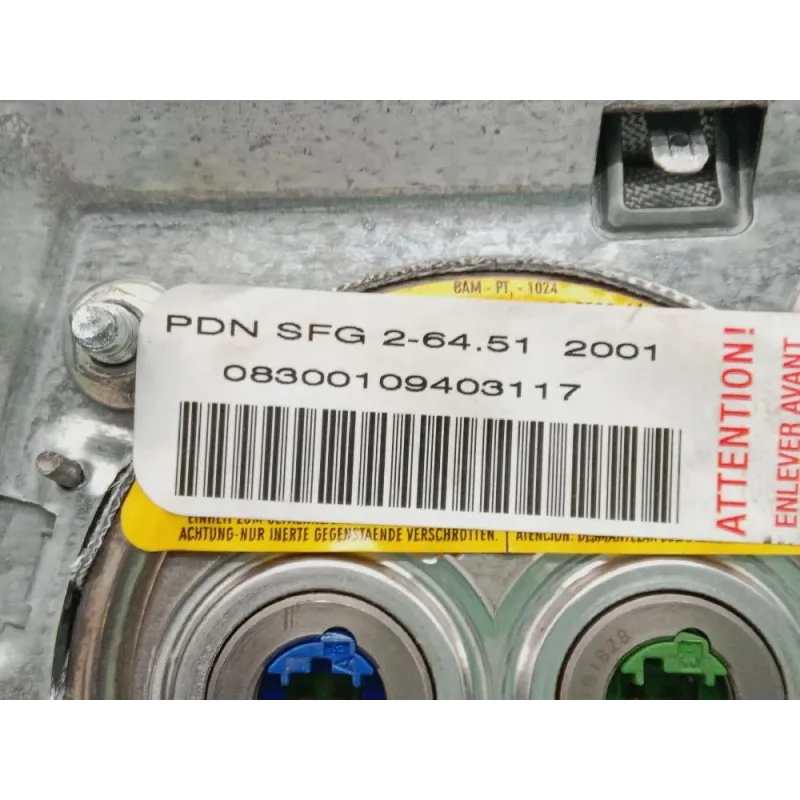 BAM - PT, - 1024
PDN SFG 2-64.51 2001
08300109403117
ATTENTION!
ENLEVER AVANT
ACHTUNG-NUR INERTE GEGENSTAENDE VERSCHROTTEN.
ATENCION: